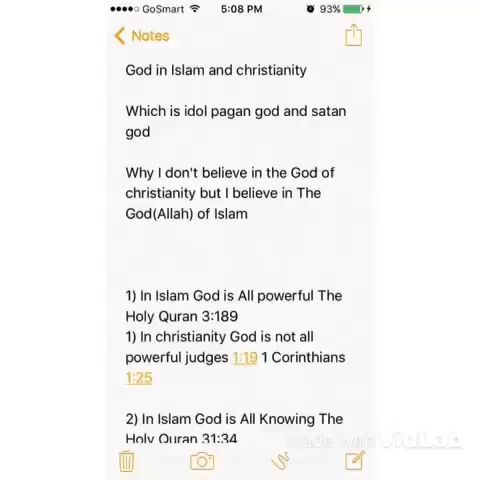 GoSmart 5:08 PM 93%
Notes
God in Islam and christianity
Which is idol pagan god and satan
god
Why I don't believe in the God of
christianity but I believe in The
God(Allah) of Islam
1) In Islam God is All powerful The
Holy Quran 3:189
1) In christianity God is not all
powerful judges 1:19 1 Corinthians
1:25
2) In Islam God is All Knowing The
Holy Quran 31:34
Made with VidLab